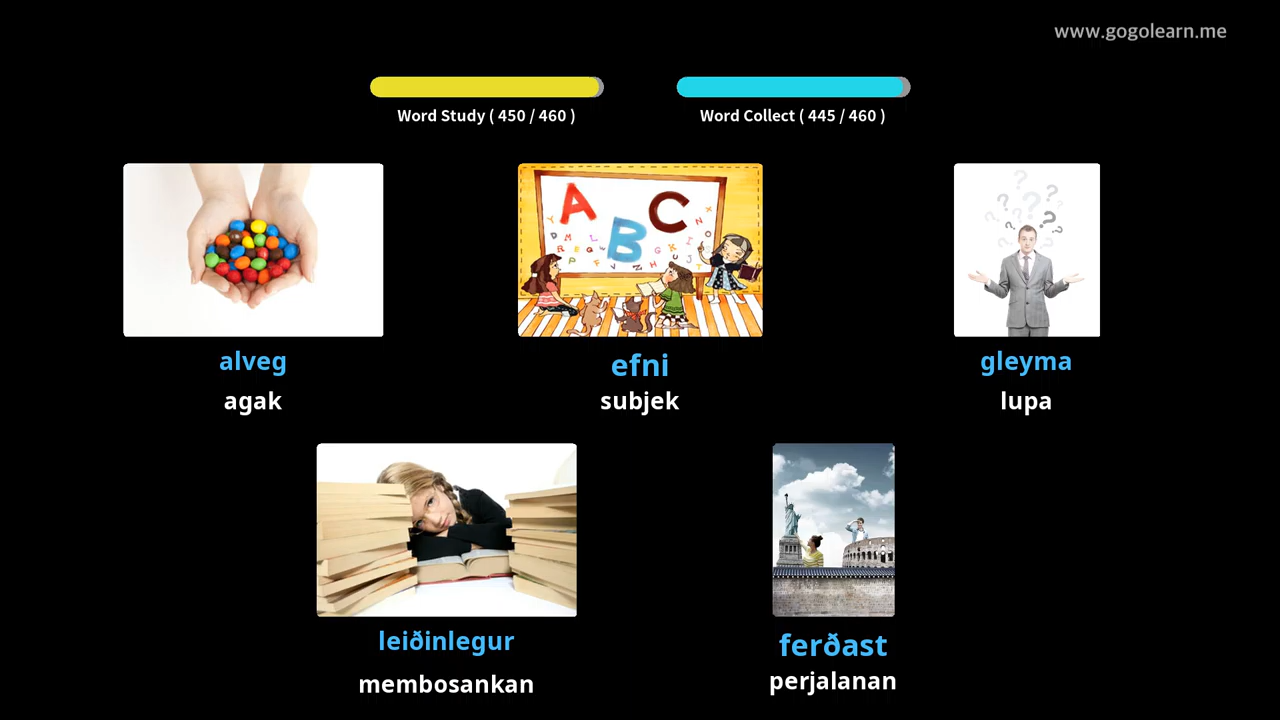 www.gogolearn.me
Word Study ( 450 / 460 )
Word Collect ( 445 / 460 )
A B C
alveg
agak
efni
subjek
gleyma
lupa
leiðinlegur
membosankan
ferðast
perjalanan